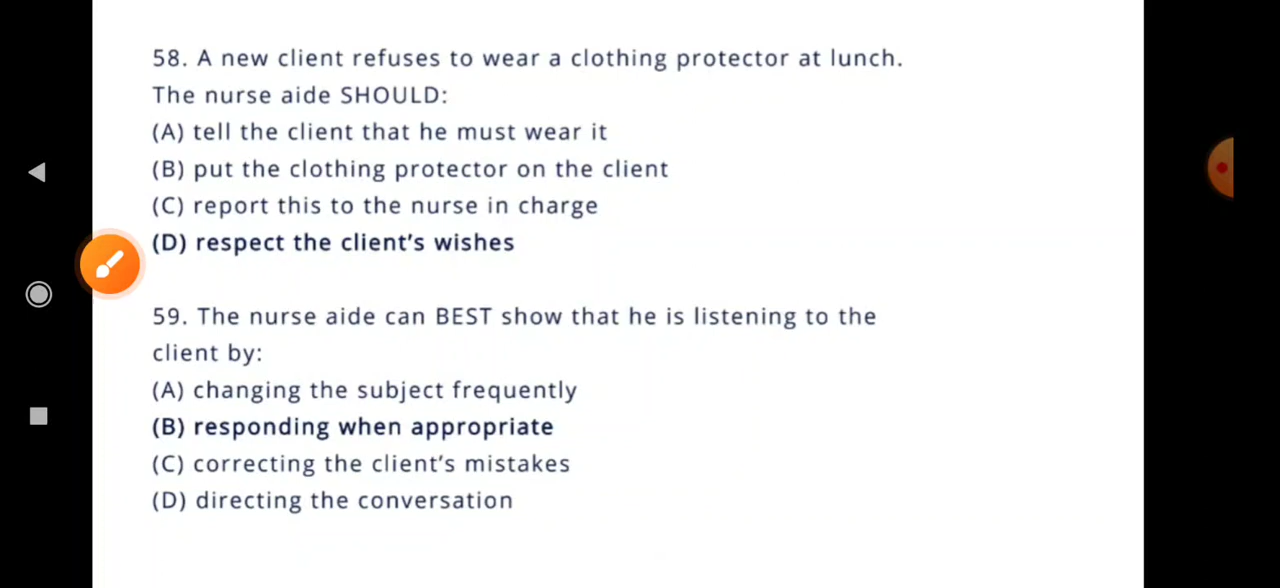 58. A new client refuses to wear a clothing protector at lunch.
The nurse aide SHOULD:
(A) tell the client that he must wear it
(B) put the clothing protector on the client
(C) report this to the nurse in charge
(D) respect the client’s wishes
59. The nurse aide can BEST show that he is listening to the
client by:
(A) changing the subject frequently
(B) responding when appropriate
(C) correcting the client’s mistakes
(D) directing the conversation